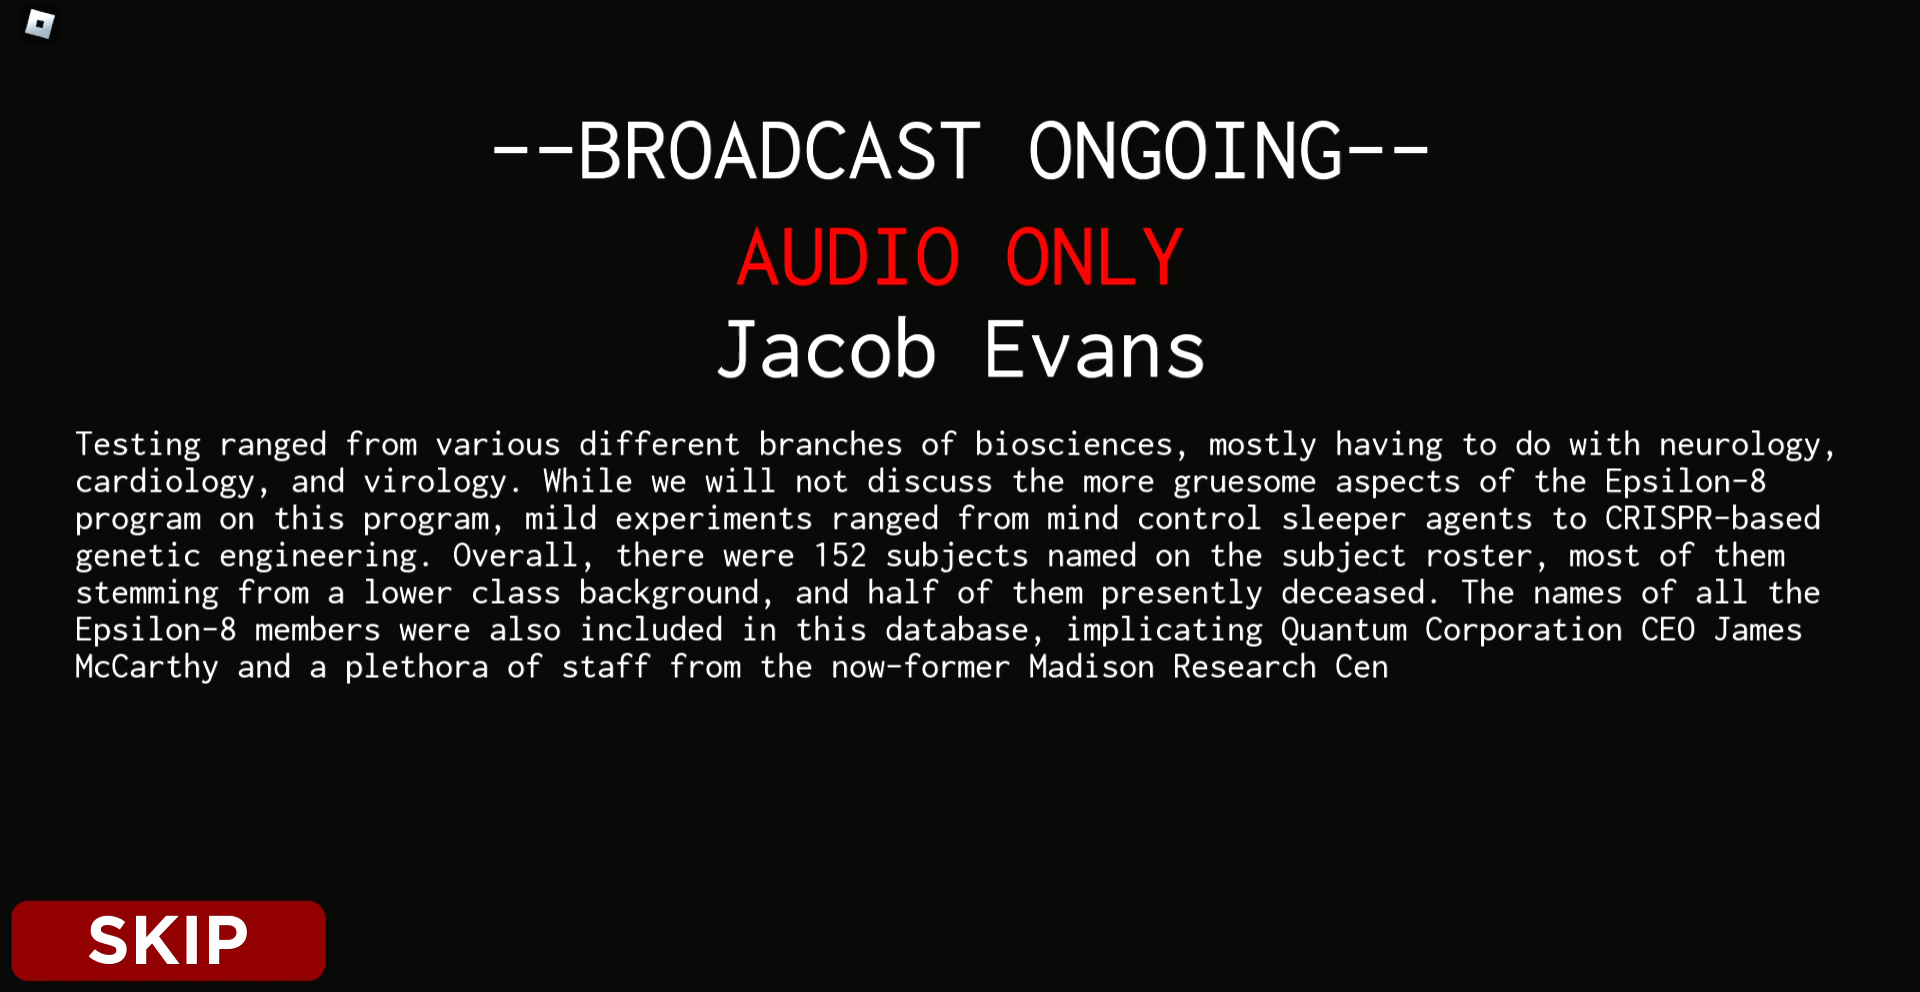 --BROADCAST ONGOING--
AUDIO ONLY
Jacob Evans
Testing ranged from various different branches of biosciences, mostly having to do with neurology,
cardiology, and virology. While we will not discuss the more gruesome aspects of the Epsilon-8
program on this program, mild experiments ranged from mind control sleeper agents to CRISPR-based
genetic engineering. Overall, there were 152 subjects named on the subject roster, most of them
stemming from a lower class background, and half of them presently deceased. The names of all the
Epsilon-8 members were also included in this database, implicating Quantum Corporation CEO James
McCarthy and a plethora of staff from the now-former Madison Research Cen
SKIP